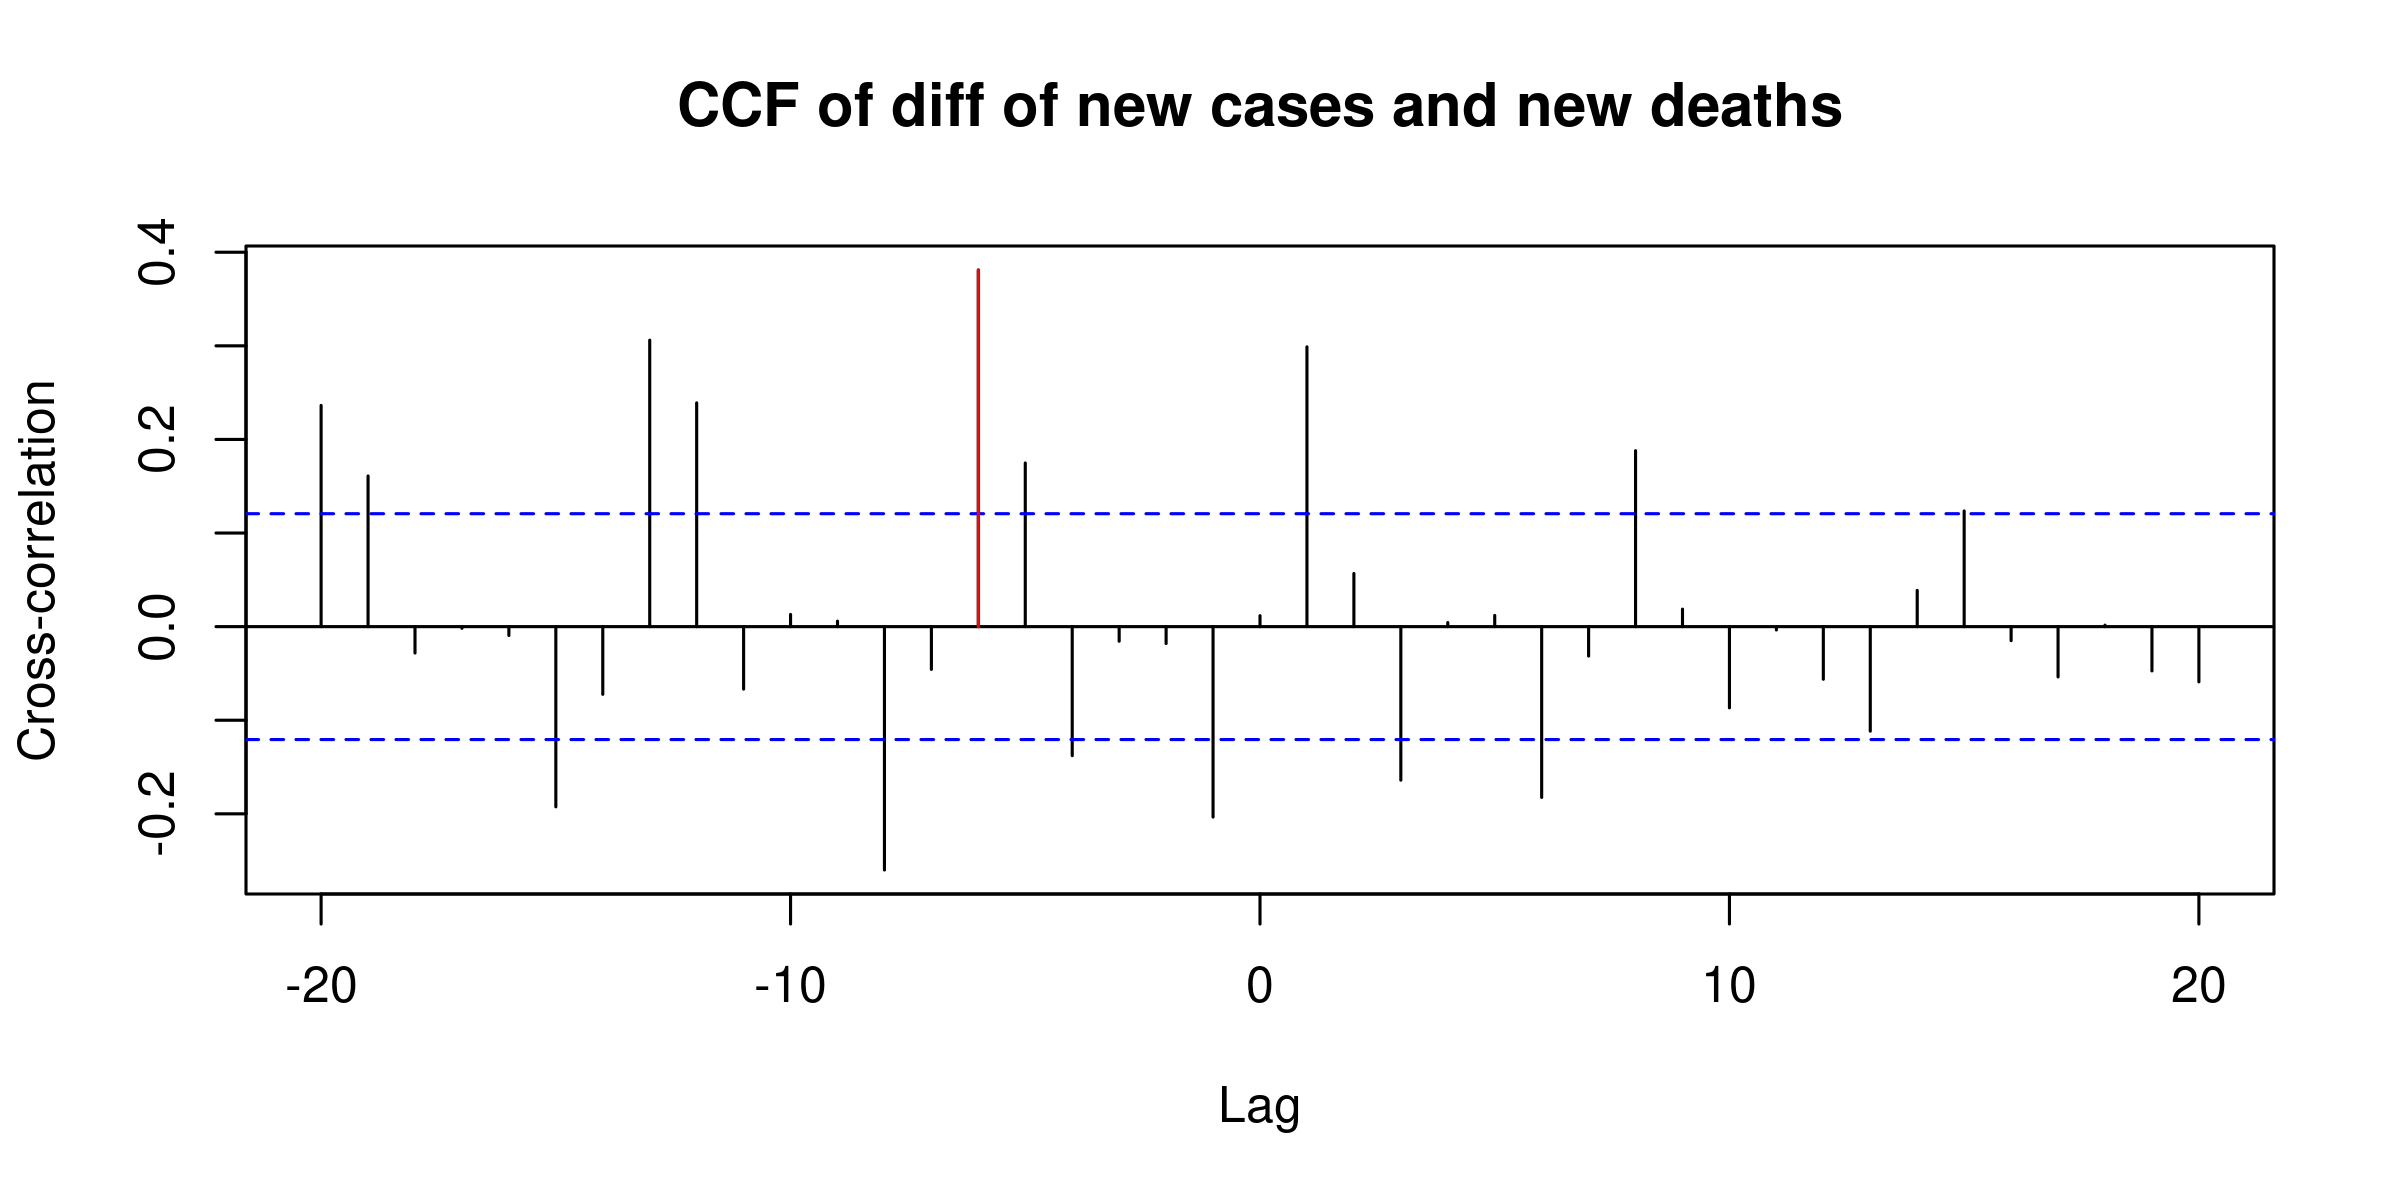 CCF of diff of new cases and new deaths
Cross-correlation
0.4
0.2
0.0
-0.2
-20 -10 0 10 20
Lag